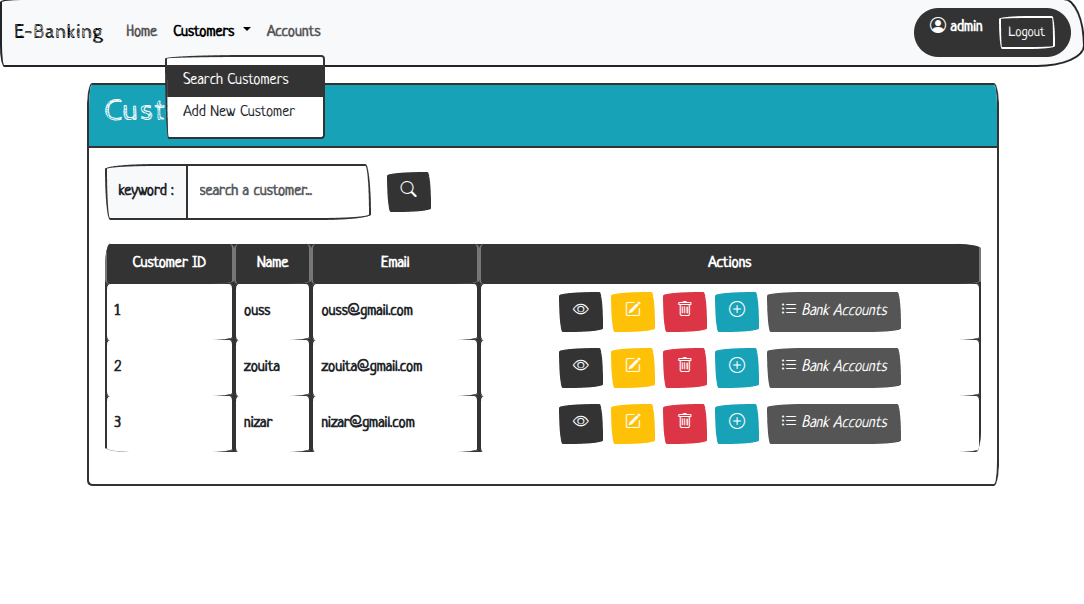 E-Banking Home Customers Accounts admin Logout
Search Customers
Add New Customer
Cust
keyword : search a customer...
Customer ID Name Email Actions
1 ouss ouss@gmail.com Bank Accounts
2 zouita zouita@gmail.com Bank Accounts
3 nizar nizar@gmail.com Bank Accounts